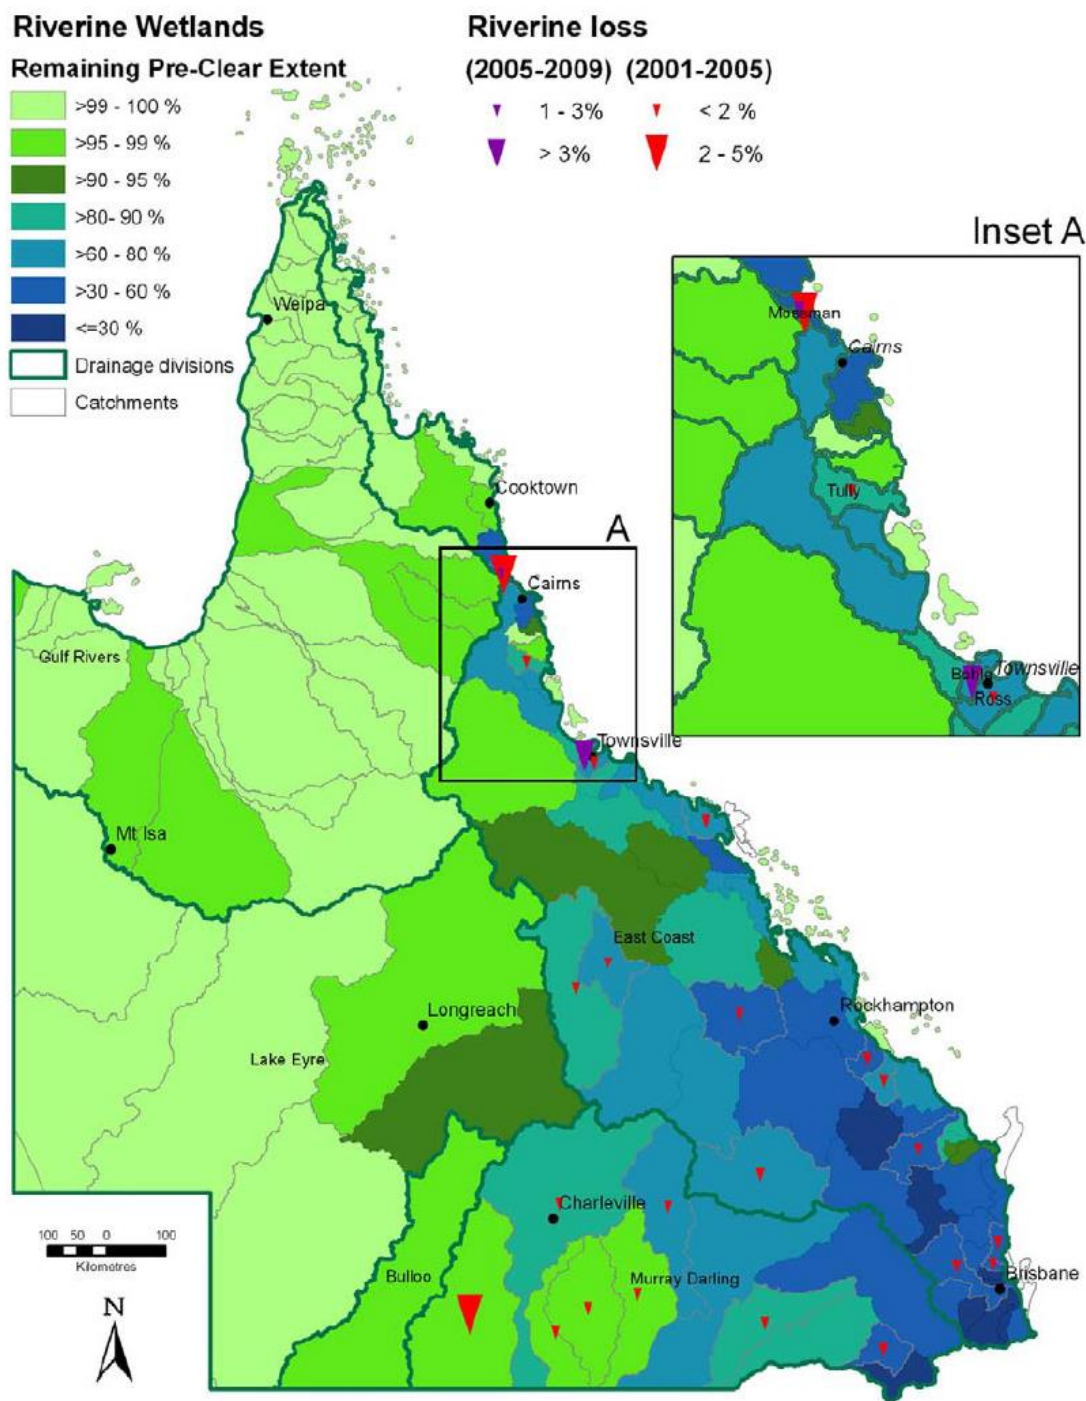 Riverine Wetlands
Remaining Pre-Clear Extent
>99 - 100 %
>95 - 99 %
>90 - 95 %
>80- 90 %
>60 - 80 %
>30 - 60 %
<=30 %
Drainage divisions
Catchments
Riverine loss
(2005-2009) (2001-2005)
1 - 3% < 2 %
> 3% 2 - 5%
Inset A
Mossman
Cairns
Tully
Bohle
Townsville
Ross
Weipa
Cooktown
A
Cairns
Gulf Rivers
Townsville
Mt Isa
East Coast
Longreach
Rockhampton
Lake Eyre
Charleville
Bulloo
Murray Darling
Brisbane
100 50 0 100
Kilometres
N